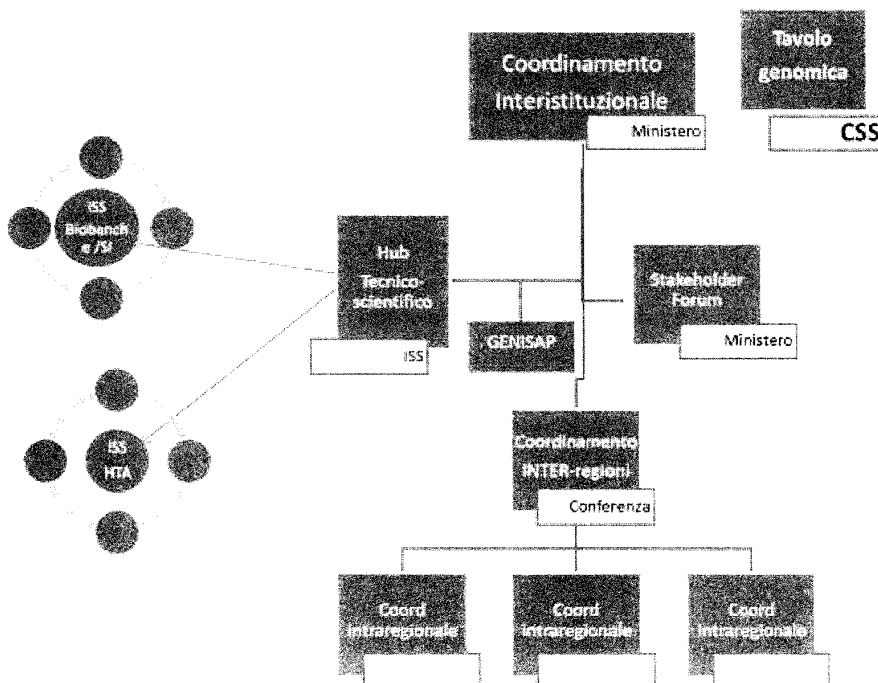 Coordinamento
Interistituzionale
Ministero
Tavolo
genomica
CSS
ISS
Biobanch
e /SI
Hub
Tecnico-
scientifico
ISS
GENISAP
Stakeholder
Forum
Ministero
ISS
HTA
Coordinamento
INTER-regioni
Conferenza
Coord
intraregionale
Coord
intraregionale
Coord
intraregionale